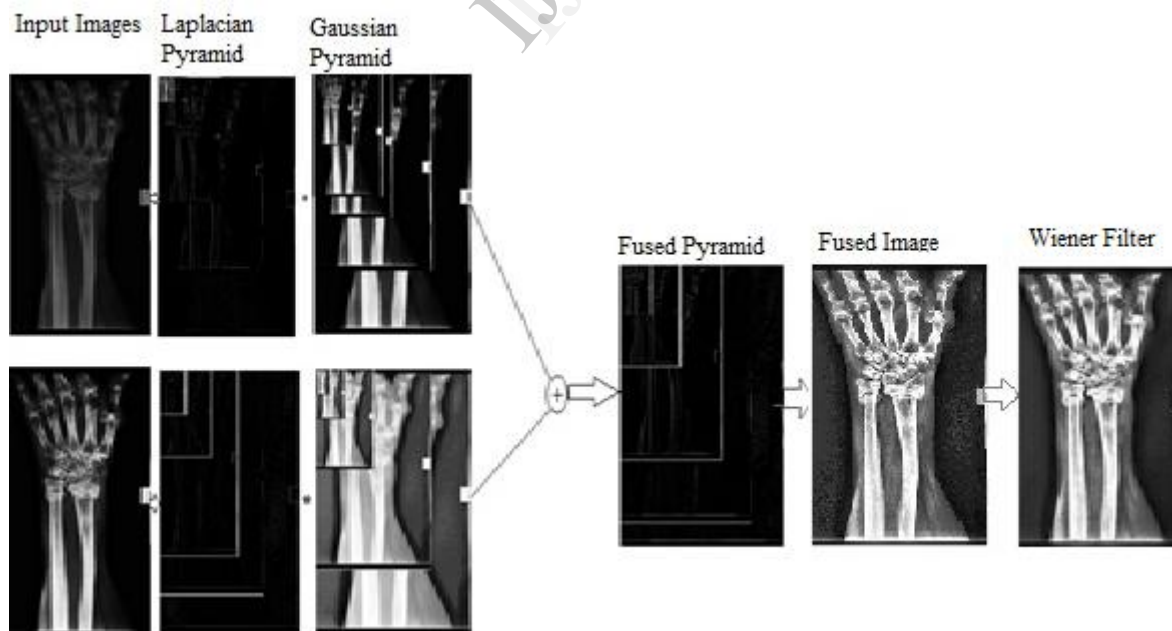 Input Images
Laplacian
Pyramid
Gaussian
Pyramid
Fused Pyramid
Fused Image
Wiener Filter
+